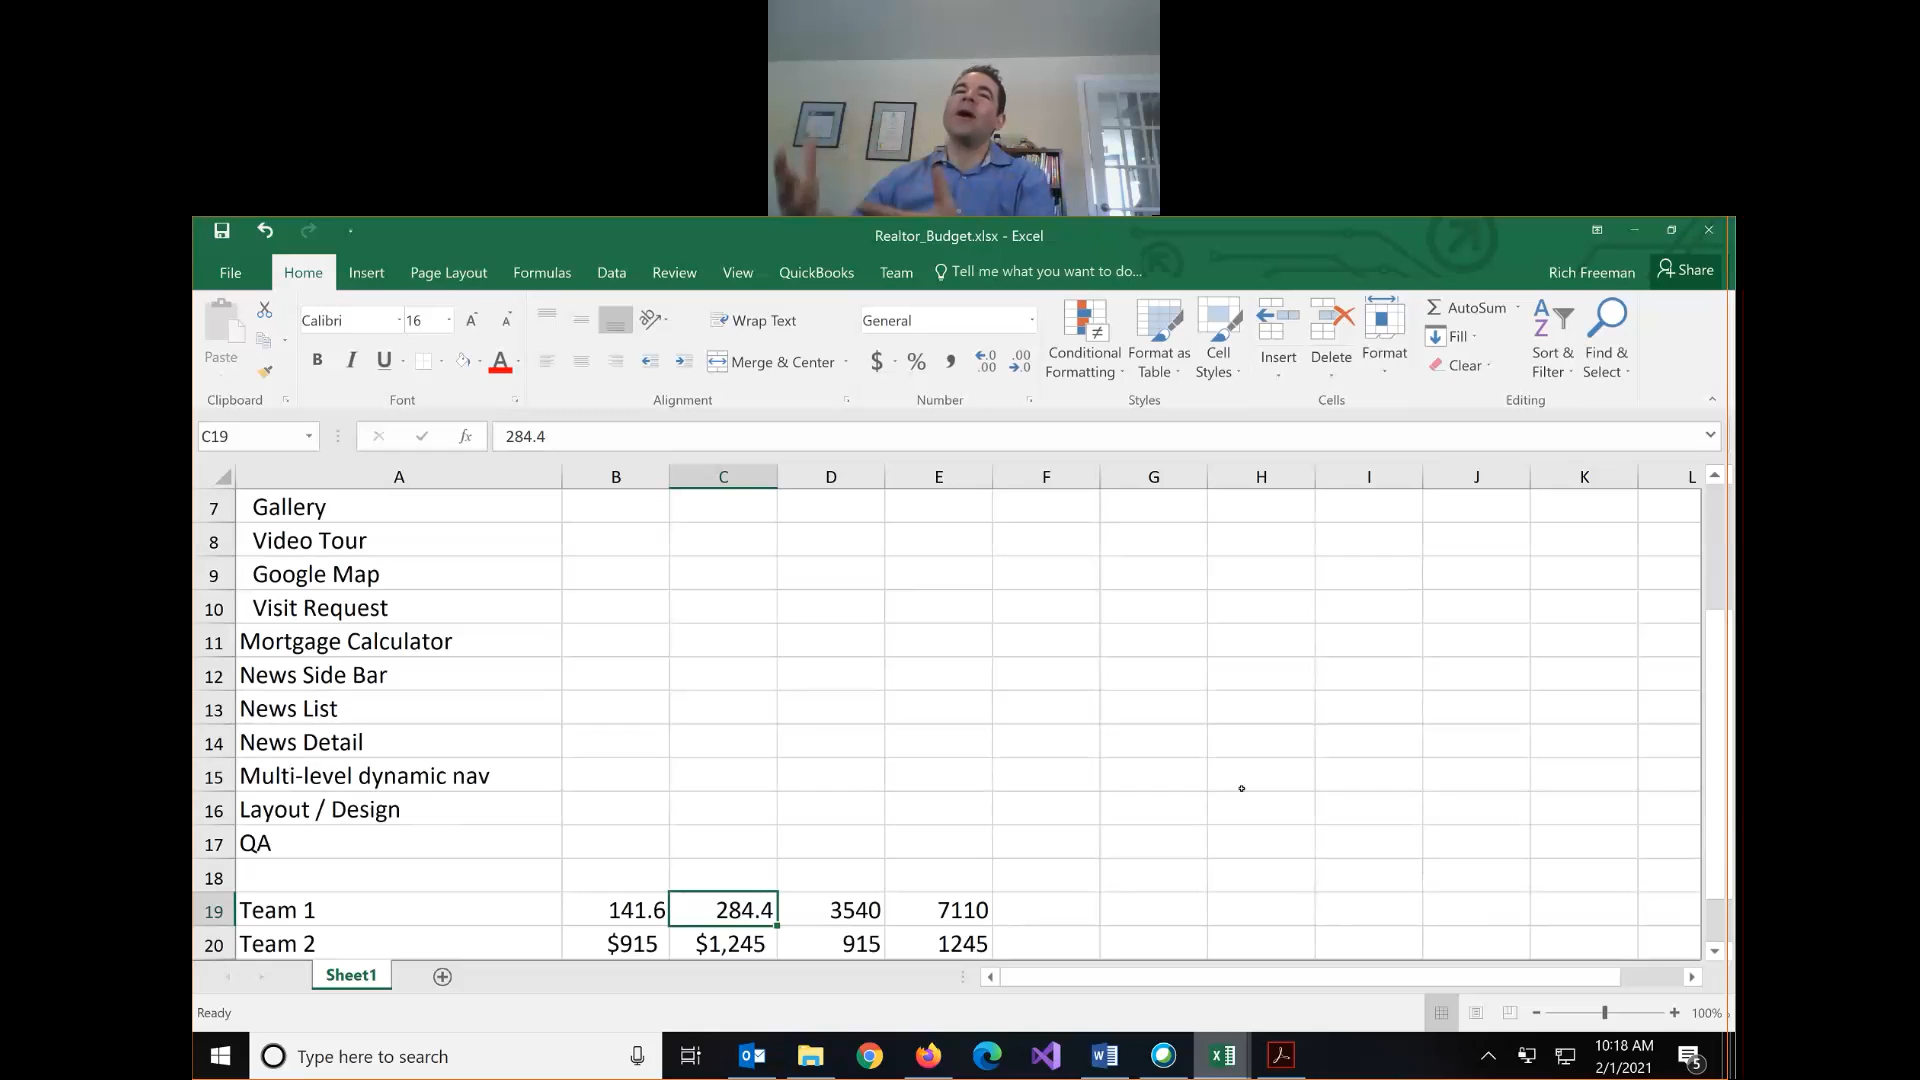 Realtor_Budget.xlsx - Excel
File Home Insert Page Layout Formulas Data Review View QuickBooks Team Tell me what you want to do... Rich Freeman Share
Paste
Calibri 16
B I U A
Wrap Text
Merge & Center
General
$ % , .00 .00
Conditional Formatting
Format as Table
Cell Styles
Insert
Delete
Format
AutoSum
Fill
Clear
Sort & Filter
Find & Select
Clipboard Font Alignment Number Styles Cells Editing
C19 fx 284.4
A B C D E F G H I J K L
7 Gallery
8 Video Tour
9 Google Map
10 Visit Request
11 Mortgage Calculator
12 News Side Bar
13 News List
14 News Detail
15 Multi-level dynamic nav
16 Layout / Design
17 QA
18
19 Team 1 141.6 284.4 3540 7110
20 Team 2 $915 $1,245 915 1245
Sheet1
Ready 100%
Type here to search
10:18 AM
2/1/2021
5